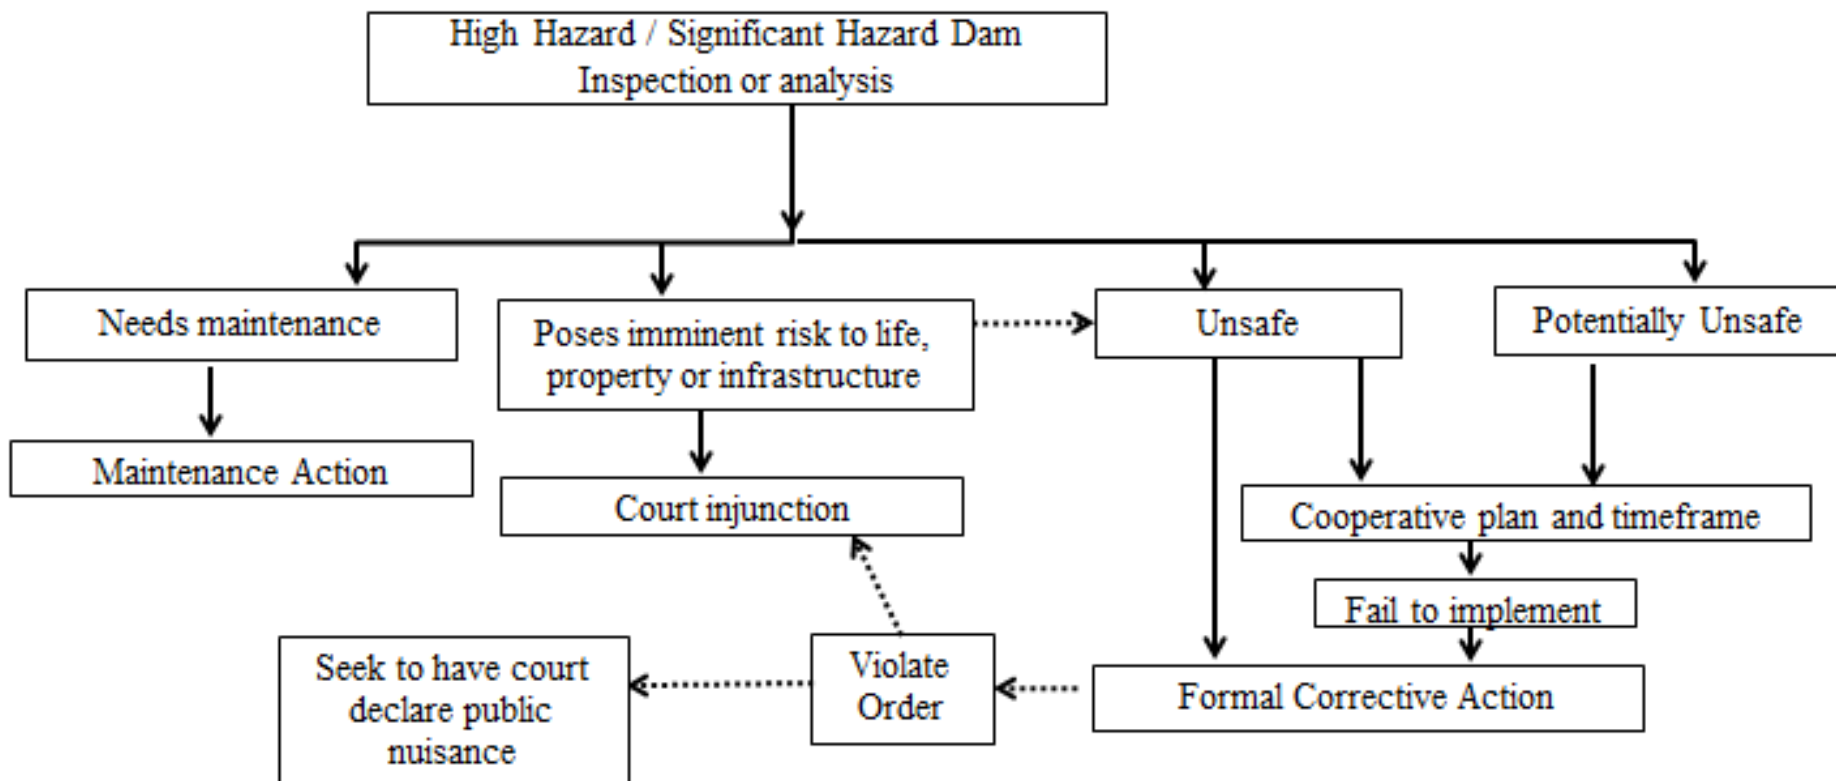 High Hazard / Significant Hazard Dam
Inspection or analysis
Needs maintenance
Poses imminent risk to life,
property or infrastructure
Unsafe
Potentially Unsafe
Maintenance Action
Court injunction
Cooperative plan and timeframe
Fail to implement
Seek to have court
declare public
nuisance
Violate
Order
Formal Corrective Action